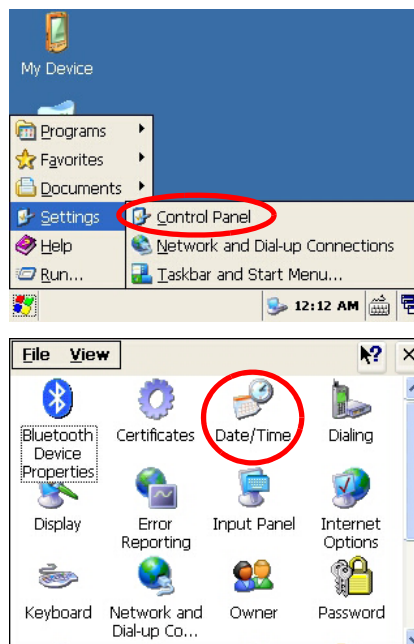 My Device
Programs
Favorites
Documents
Settings
Control Panel
Help
Network and Dial-up Connections
Run...
Taskbar and Start Menu...
12:12 AM
File View
?
Bluetooth Device Properties
Certificates
Date/Time
Dialing
Display
Error Reporting
Input Panel
Internet Options
Keyboard
Network and Dial-up Co...
Owner
Password